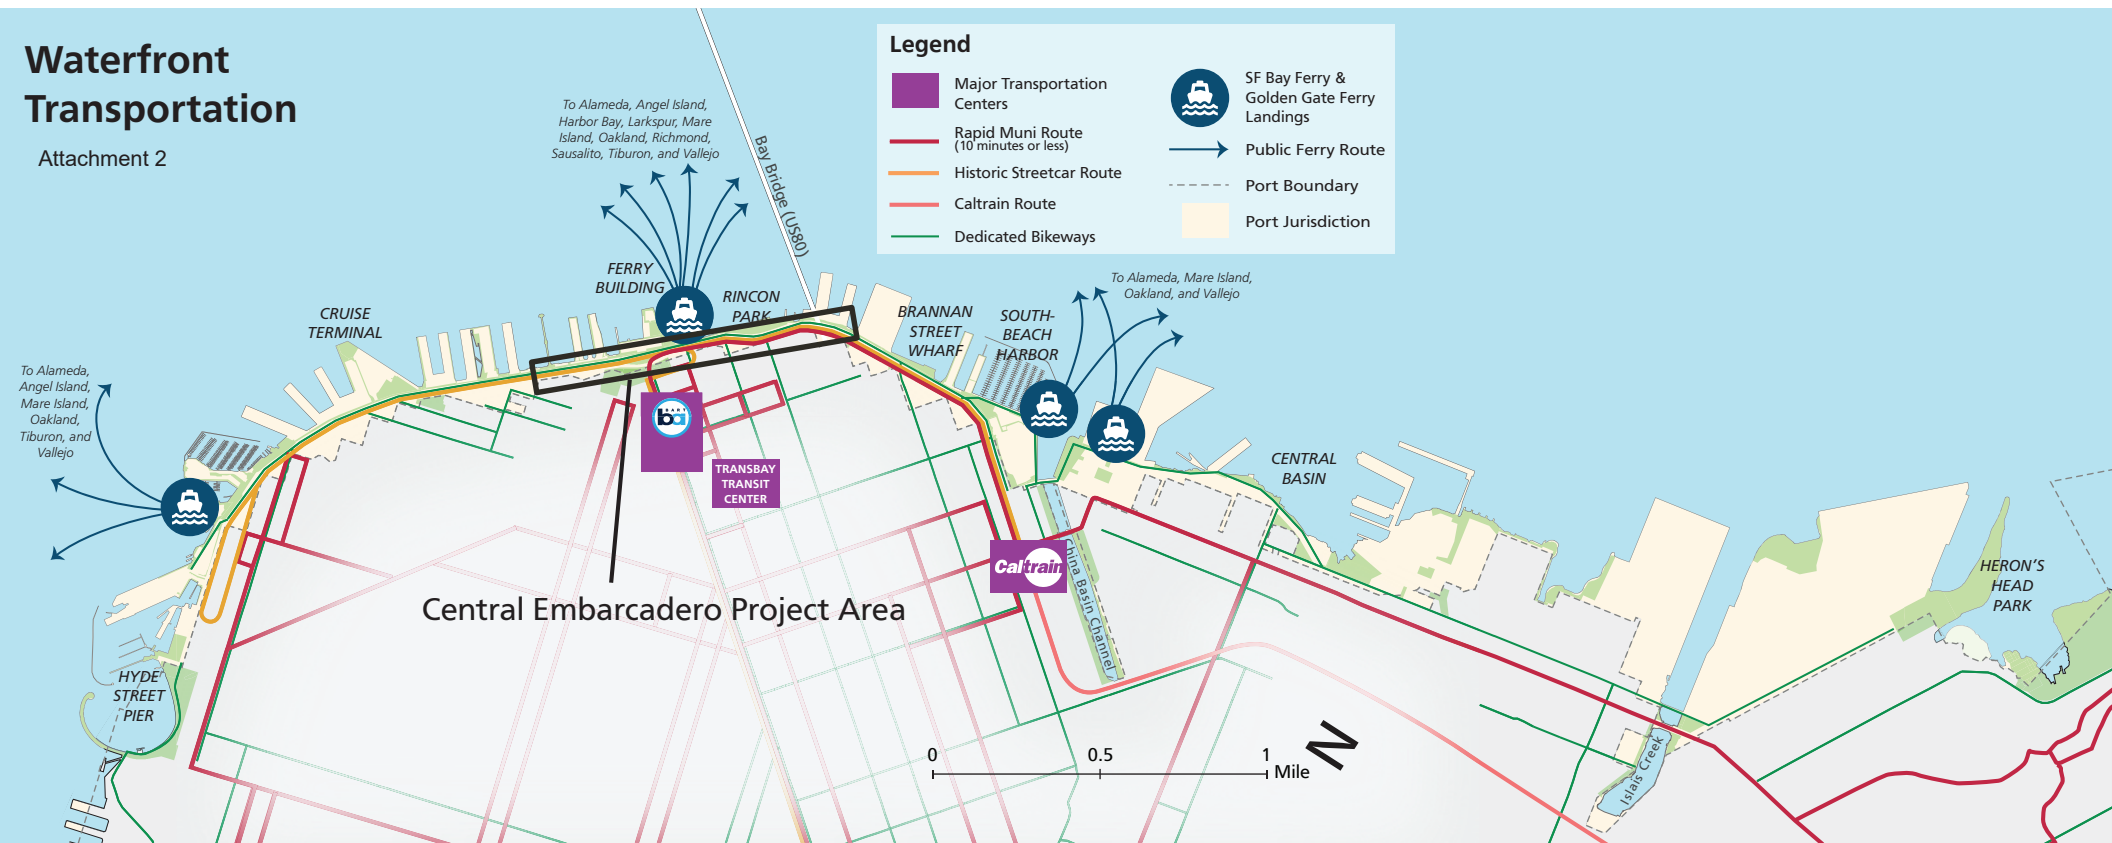 Waterfront
Transportation
Attachment 2
Legend
Major Transportation
Centers
Rapid Muni Route
(10 minutes or less)
Historic Streetcar Route
Caltrain Route
Dedicated Bikeways
SF Bay Ferry &
Golden Gate Ferry
Landings
Public Ferry Route
Port Boundary
Port Jurisdiction
To Alameda, Angel Island,
Harbor Bay, Larkspur, Mare
Island, Oakland, Richmond,
Sausalito, Tiburon, and Vallejo
Bay Bridge (US80)
FERRY
BUILDING
RINCON
PARK
CRUISE
TERMINAL
BRANNAN
STREET
WHARF
SOUTH-
BEACH
HARBOR
To Alameda, Mare Island,
Oakland, and Vallejo
To Alameda,
Angel Island,
Mare Island,
Oakland,
Tiburon, and
Vallejo
BART
ba
TRANSBAY
TRANSIT
CENTER
CENTRAL
BASIN
Caltrain
China Basin Channel
Central Embarcadero Project Area
HERON'S
HEAD
PARK
HYDE
STREET
PIER
0 0.5 1
Mile
N
Islais Creek